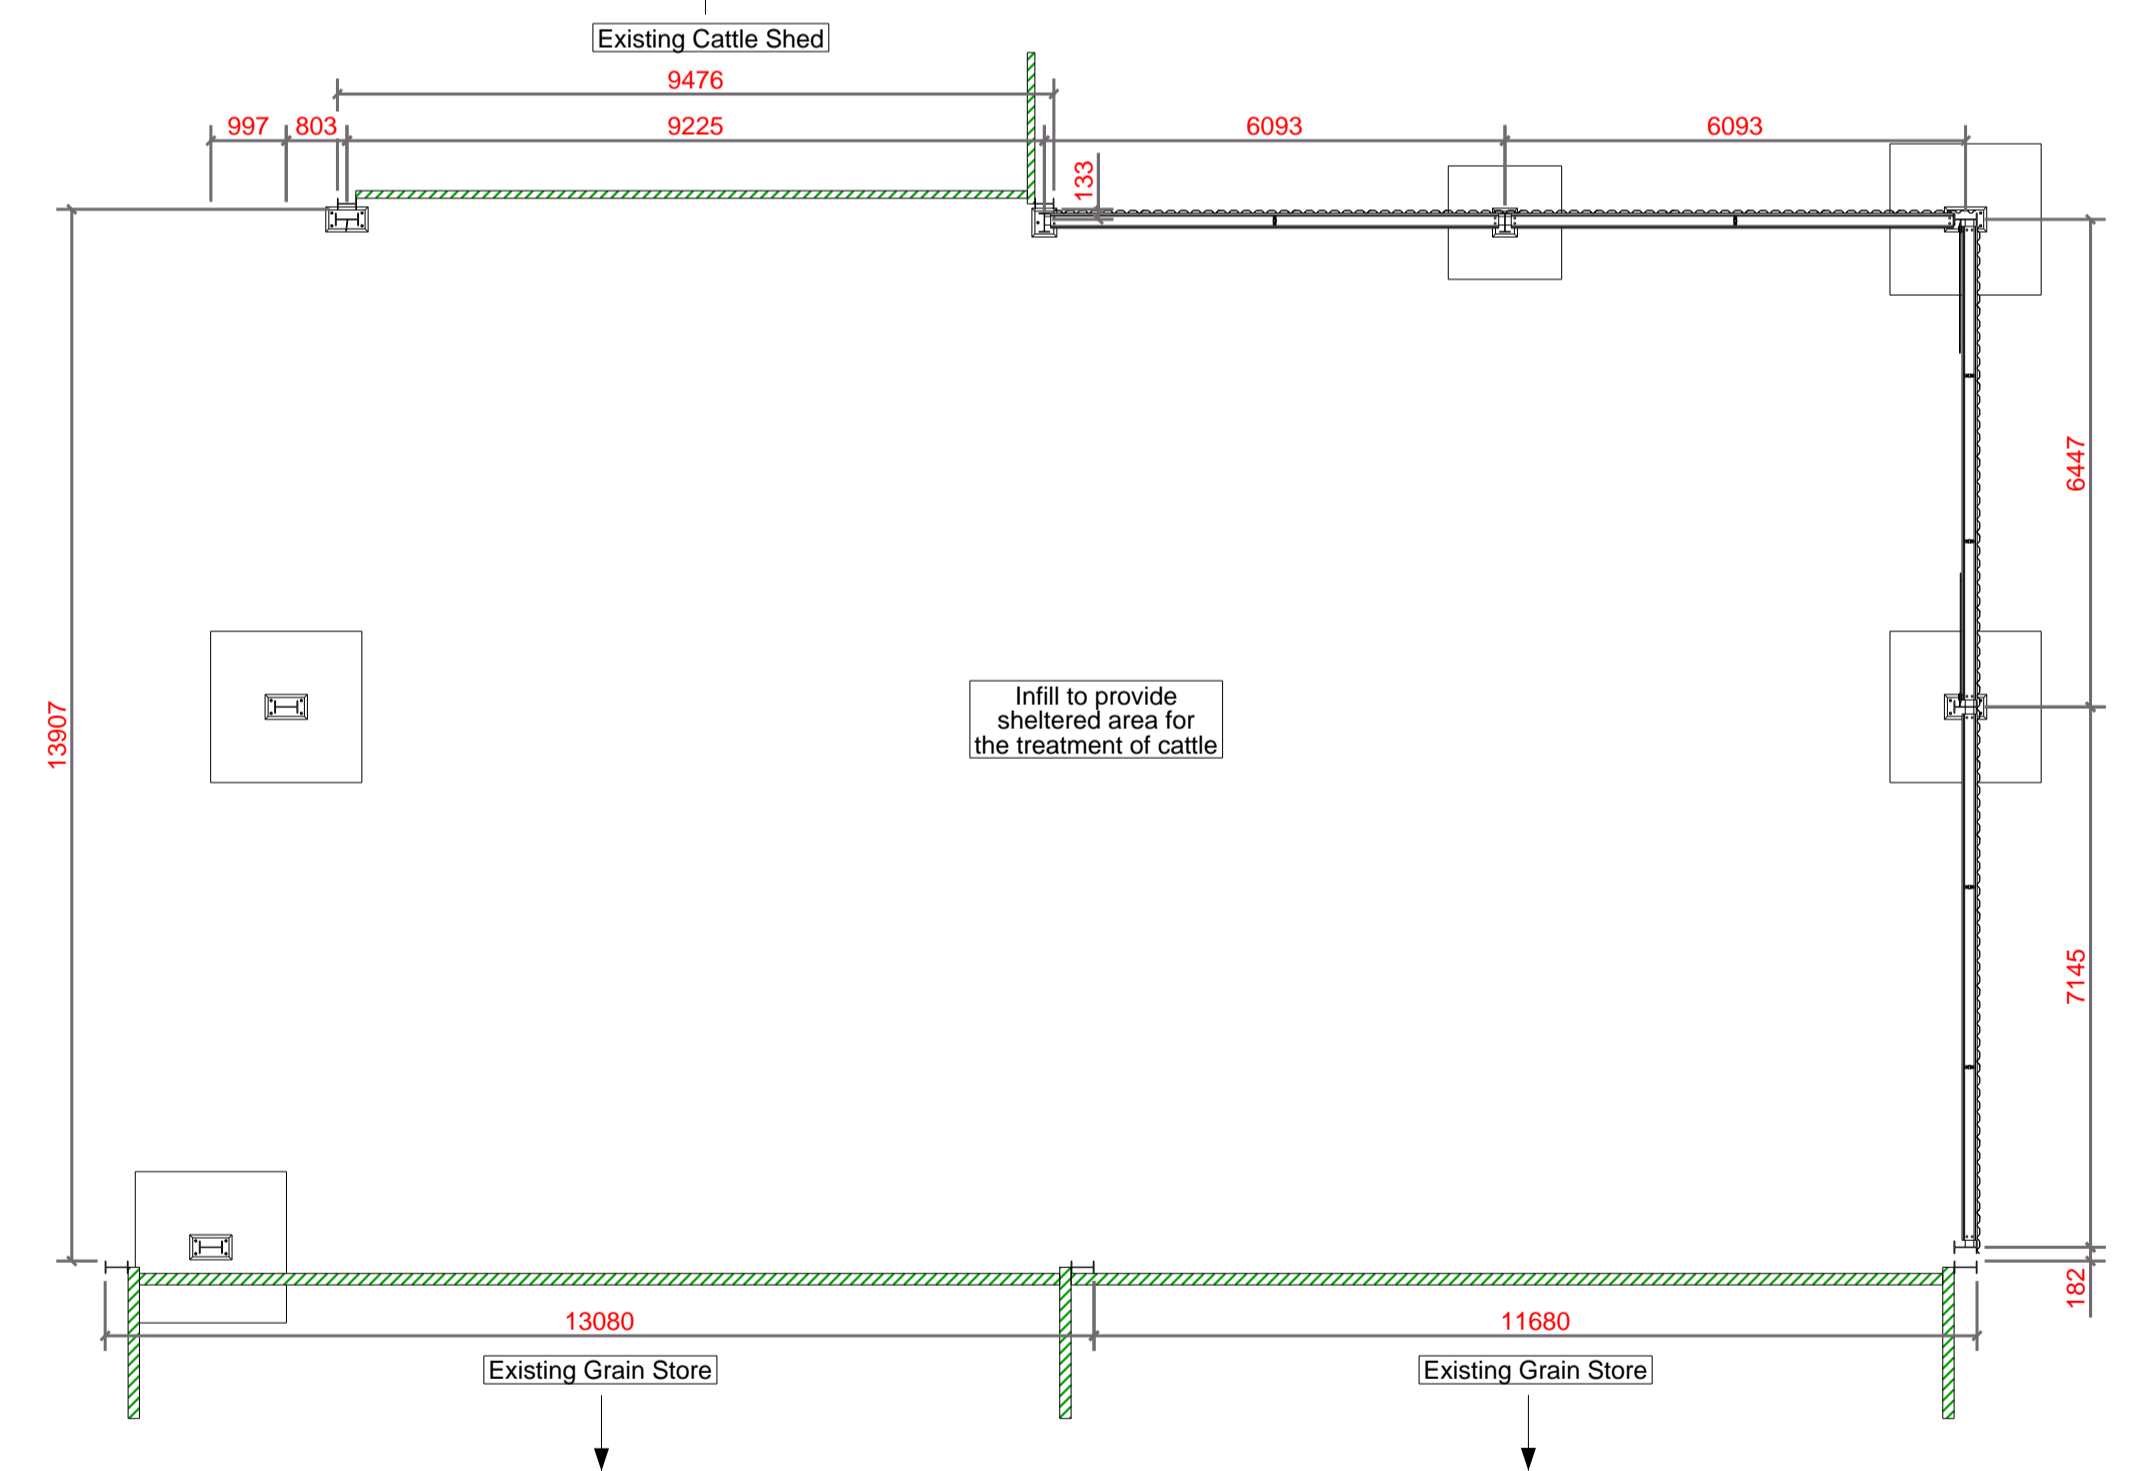 Existing Cattle Shed
9476
997 803 9225 6093 6093
133
6447
Infill to provide
sheltered area for
the treatment of cattle
13907
7145
182
13080 11680
Existing Grain Store Existing Grain Store